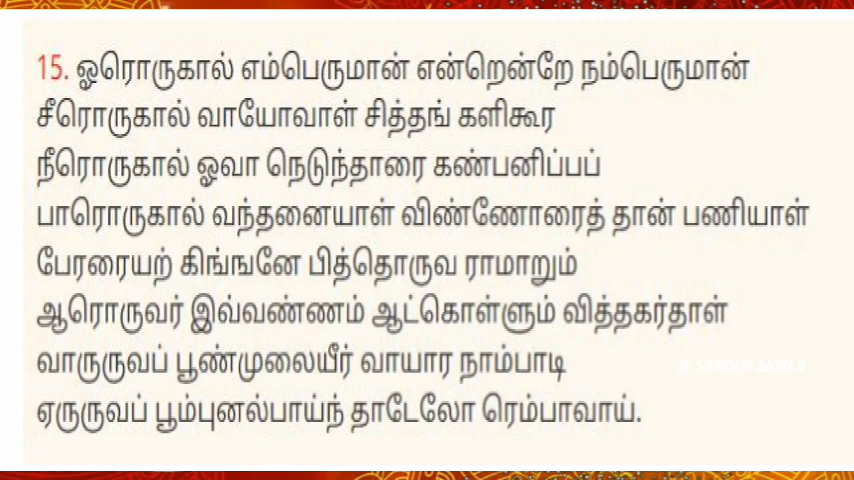 15. ஓரொருகால் எம்பெருமான் என்றென்றே நம்பெருமான்
சீரொருகால் வாயோவாள் சித்தங் களிகூர
நீரொருகால் ஓவா நெடுந்தாரை கண்பனிப்பப்
பாரொருகால் வந்தனையாள் விண்ணோரைத் தான் பணியாள்
பேரரையற் கிங்ஙனே பித்தொருவ ராமாறும்
ஆரொருவர் இவ்வண்ணம் ஆட்கொள்ளும் வித்தகர்தாள்
வாருருவப் பூண்முலையீர் வாயார நாம்பாடி
ஏருருவப் பூம்புனல்பாய்ந் தாடேலோ ரெம்பாவாய்.